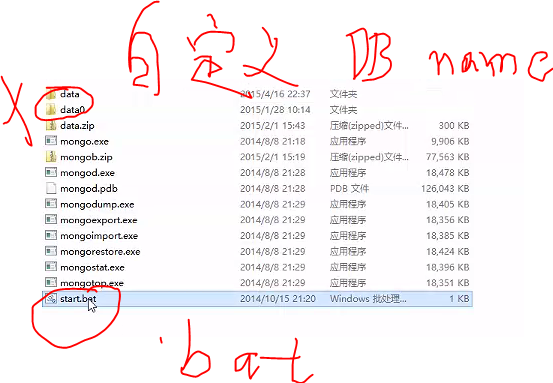 自定义 DB name
data 2015/4/16 22:37 文件夹
data0 2015/1/28 10:14 文件夹
data.zip 2015/2/1 15:43 压缩(zipped)文件... 300 KB
mongo.exe 2014/8/8 21:18 应用程序 9,906 KB
mongob.zip 2015/2/1 15:19 压缩(zipped)文件... 77,563 KB
mongod.exe 2014/8/8 21:28 应用程序 18,478 KB
mongod.pdb 2014/8/8 21:28 PDB 文件 126,043 KB
mongodump.exe 2014/8/8 21:29 应用程序 18,405 KB
mongoexport.exe 2014/8/8 21:29 应用程序 18,356 KB
mongoimport.exe 2014/8/8 21:29 应用程序 18,385 KB
mongorestore.exe 2014/8/8 21:29 应用程序 18,424 KB
mongostat.exe 2014/8/8 21:29 应用程序 18,396 KB
mongotop.exe 2014/8/8 21:29 应用程序 18,351 KB
start.bat 2014/10/15 21:20 Windows 批处理... 1 KB
.bat